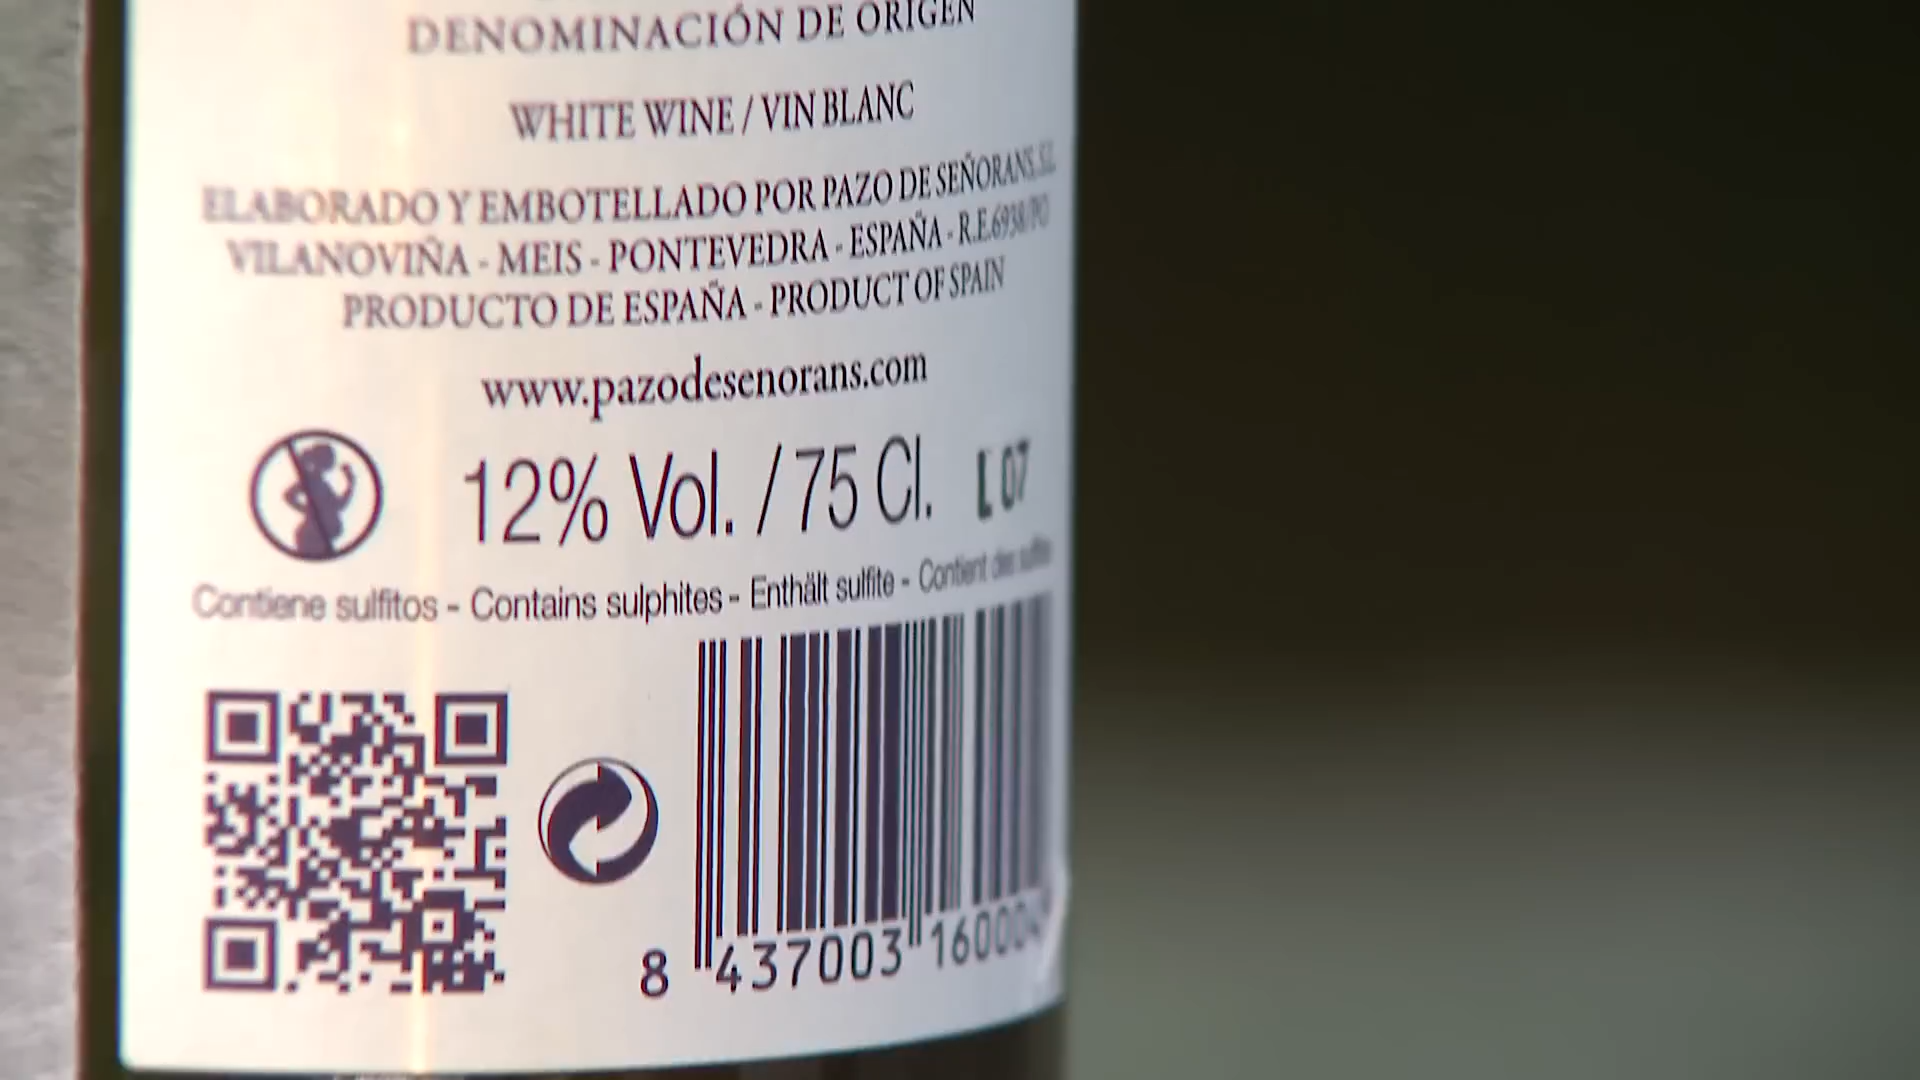 DENOMINACIÓN DE ORIGEN
WHITE WINE / VIN BLANC
ELABORADO Y EMBOTELLADO POR PAZO DE SEÑORANS, S.L.
VILANOVIÑA - MEIS - PONTEVEDRA - ESPAÑA - R.E.6938/PO
PRODUCTO DE ESPAÑA - PRODUCT OF SPAIN
www.pazodesenorans.com
12% Vol. / 75 Cl. L 07
Contiene sulfitos - Contains sulphites - Enthält sulfite - Contient des sulfites
8 437003 16000